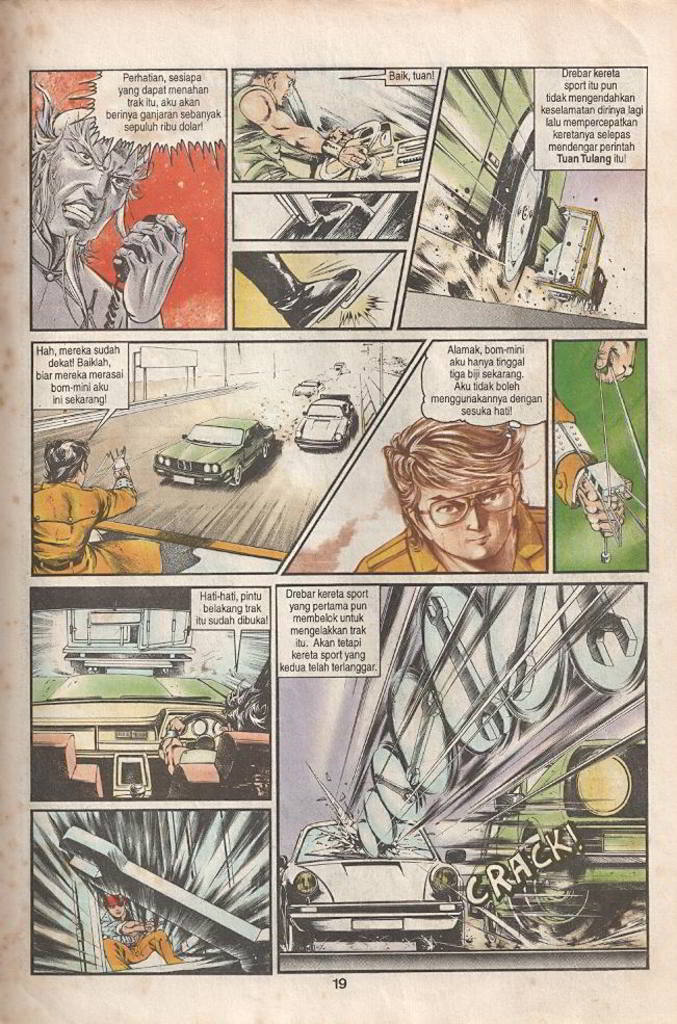 Perhatian, sesiapa
yang dapat menahan
trak itu, aku akan
berinya ganjaran sebanyak
sepuluh ribu dolar!
Baik, tuan!
Drebar kereta
sport itu pun
tidak mengendahkan
keselamatan dirinya lagi
lalu mempercepatkan
keretanya selepas
mendengar perintah
Tuan Tulang itu!
Hah, mereka sudah
dekat! Baiklah,
biar mereka merasai
bom-mini aku
ini sekarang!
Alamak, bom-mini
aku hanya tinggal
tiga biji sekarang.
Aku tidak boleh
menggunakannya dengan
sesuka hati!
Hati-hati, pintu
belakang trak
itu sudah dibuka!
Drebar kereta sport
yang pertama pun
membelok untuk
mengelakkan trak
itu. Akan tetapi
kereta sport yang
kedua telah terlanggar.
CRACK!
19